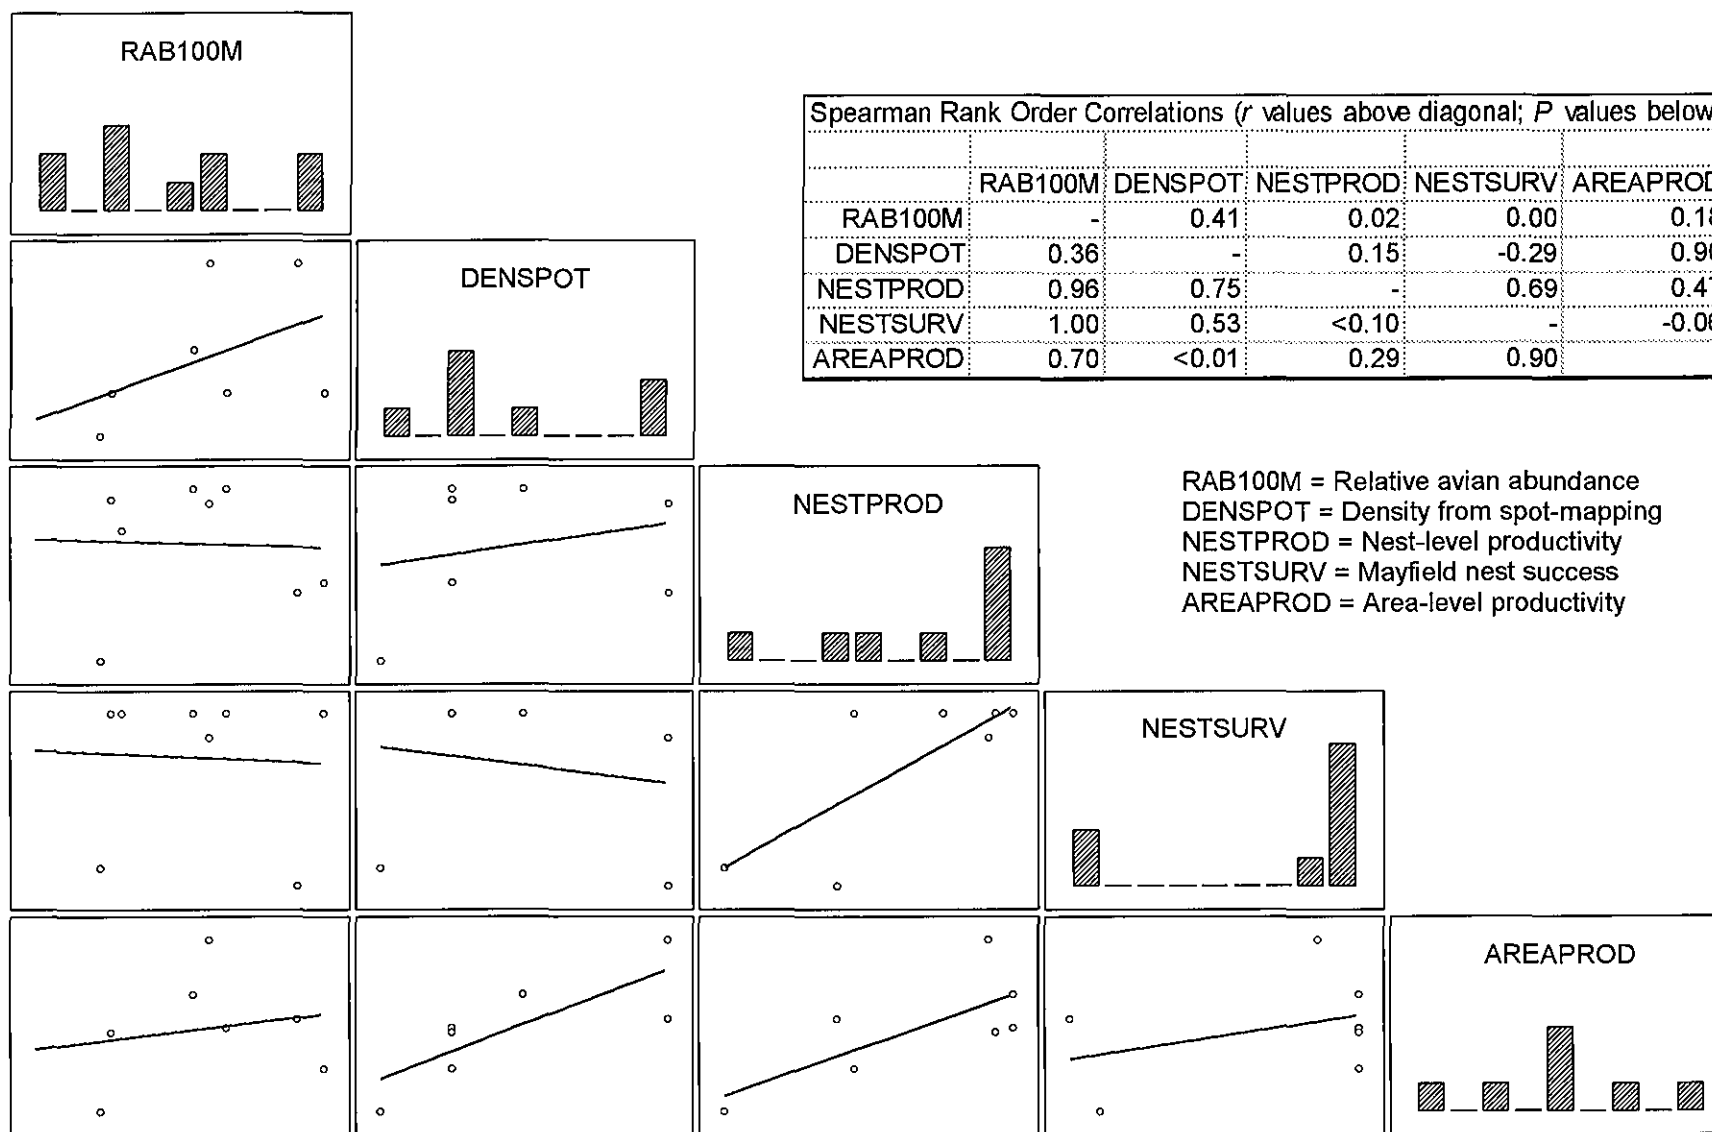 RAB100M
Spearman Rank Order Correlations (r values above diagonal; P values below
RAB100M DENSPOT NESTPROD NESTSURV AREAPROD
RAB100M - 0.41 0.02 0.00 0.18
DENSPOT 0.36 - 0.15 -0.29
NESTPROD 0.96 0.75 - 0.69
NESTSURV 1.00 0.53 <0.10 -
AREAPROD 0.70 <0.01 0.29 0.90
DENSPOT
NESTPROD
RAB100M = Relative avian abundance
DENSPOT = Density from spot-mapping
NESTPROD = Nest-level productivity
NESTSURV = Mayfield nest success
AREAPROD = Area-level productivity
NESTSURV
AREAPROD